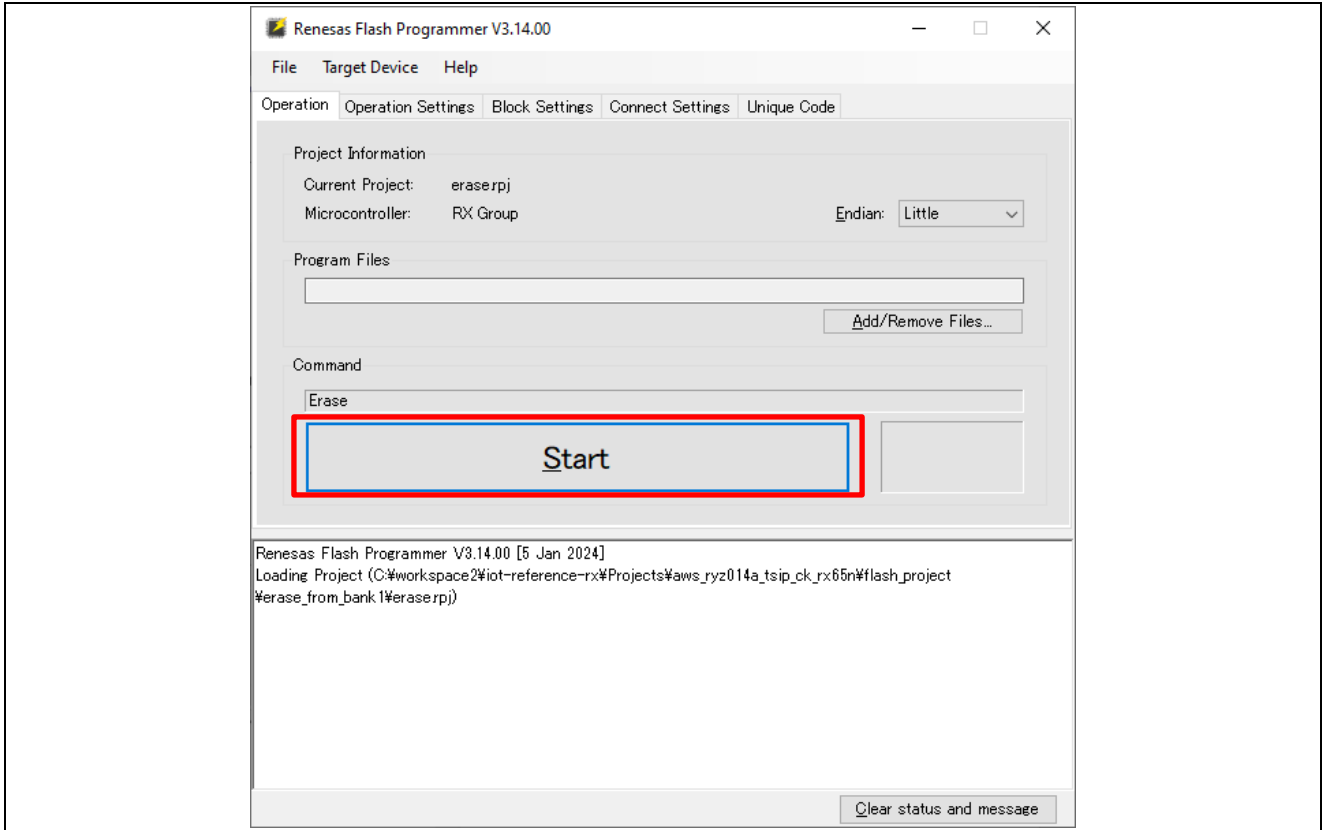 Renesas Flash Programmer V3.14.00
File Target Device Help
Operation Operation Settings Block Settings Connect Settings Unique Code
Project Information
Current Project: erase.rpj
Microcontroller: RX Group Endian: Little
Program Files
Add/Remove Files...
Command
Erase
Start
Renesas Flash Programmer V3.14.00 [5 Jan 2024]
Loading Project (C:¥workspace2¥iot-reference-rx¥Projects¥aws_ryz014a_tsip_ck_rx65n¥flash_project
¥erase_from_bank1¥erase.rpj)
Clear status and message